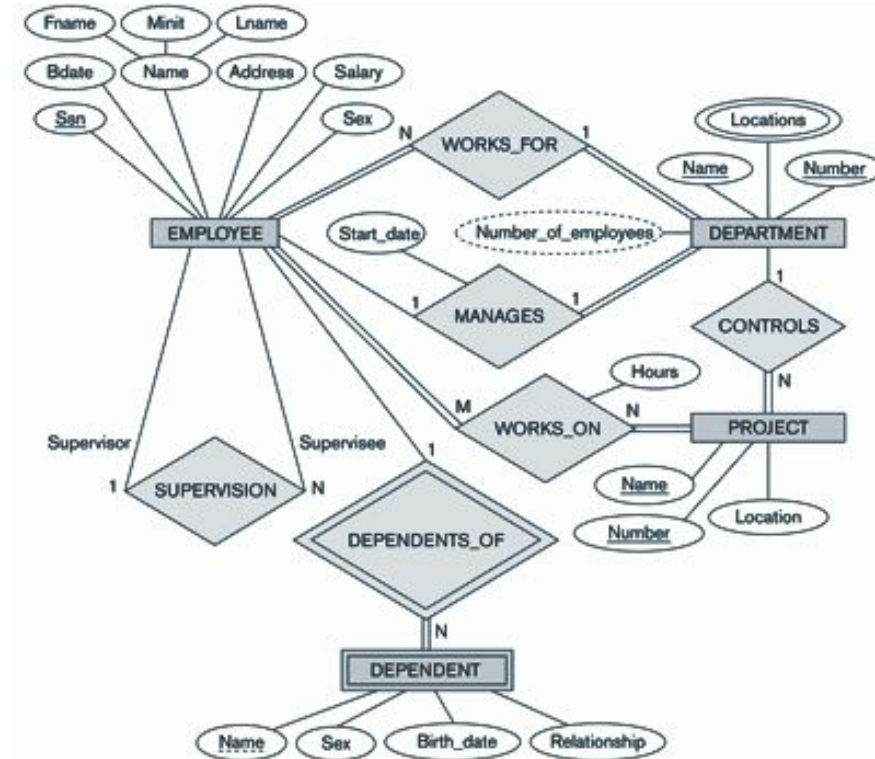 Fname Minit Lname
Bdate Name Address Salary
Ssn Sex
N WORKS_FOR 1
Locations
Name Number
EMPLOYEE
Start_date
Number_of_employees
DEPARTMENT
1 MANAGES 1
1
CONTROLS
N
Hours
M WORKS_ON N
PROJECT
Supervisor Supervisee
1 SUPERVISION N
1
Name
Number
Location
DEPENDENTS_OF
N
DEPENDENT
Name Sex Birth_date Relationship